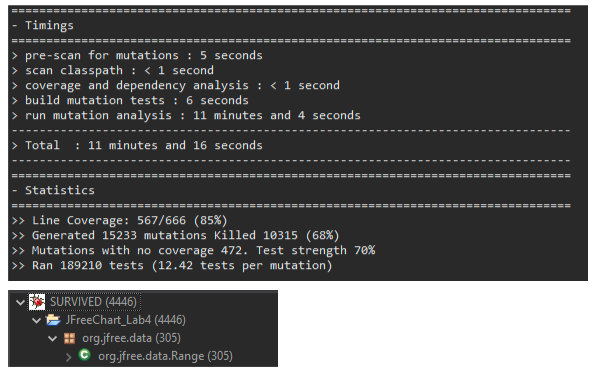 ================================================================================
- Timings
================================================================================
> pre-scan for mutations : 5 seconds
> scan classpath : < 1 second
> coverage and dependency analysis : < 1 second
> build mutation tests : 6 seconds
> run mutation analysis : 11 minutes and 4 seconds
--------------------------------------------------------------------------------
> Total  : 11 minutes and 16 seconds
--------------------------------------------------------------------------------
================================================================================
- Statistics
================================================================================
>> Line Coverage: 567/666 (85%)
>> Generated 15233 mutations Killed 10315 (68%)
>> Mutations with no coverage 472. Test strength 70%
>> Ran 189210 tests (12.42 tests per mutation)
SURVIVED (4446)
JFreeChart_Lab4 (4446)
org.jfree.data (305)
org.jfree.data.Range (305)